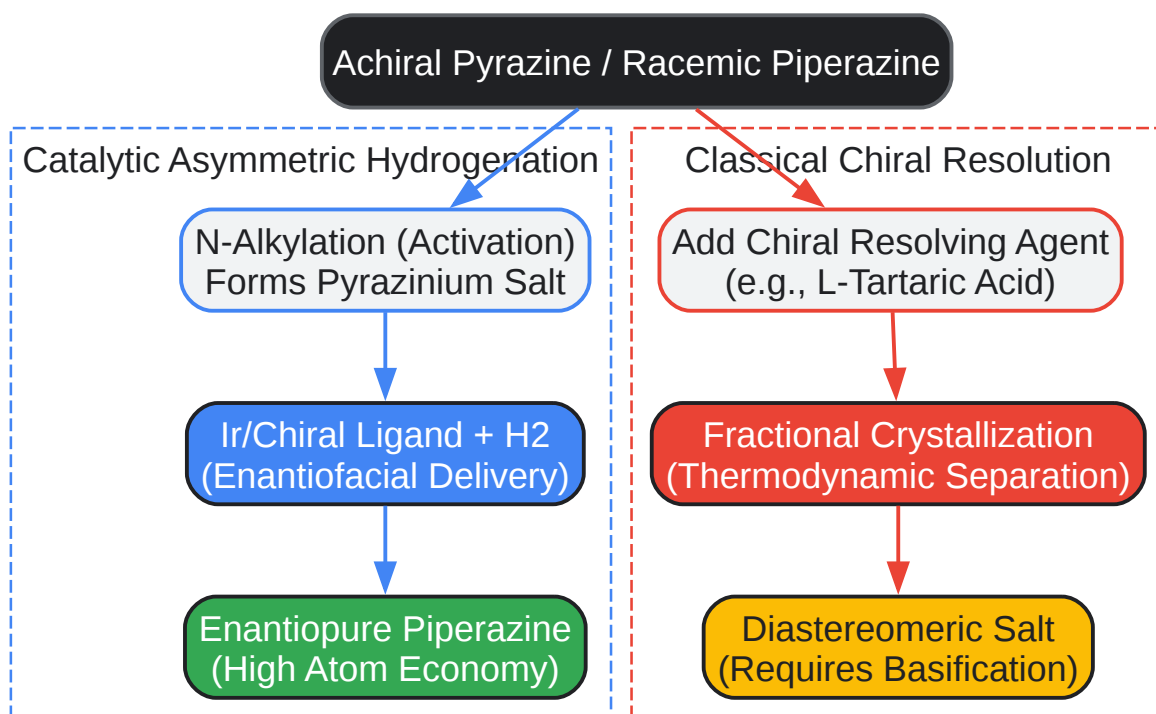 Achiral Pyrazine / Racemic Piperazine
Catalytic Asymmetric Hydrogenation
N-Alkylation (Activation)
Forms Pyrazinium Salt
Ir/Chiral Ligand + H2
(Enantiofacial Delivery)
Enantiopure Piperazine
(High Atom Economy)
Classical Chiral Resolution
Add Chiral Resolving Agent
(e.g., L-Tartaric Acid)
Fractional Crystallization
(Thermodynamic Separation)
Diastereomeric Salt
(Requires Basification)